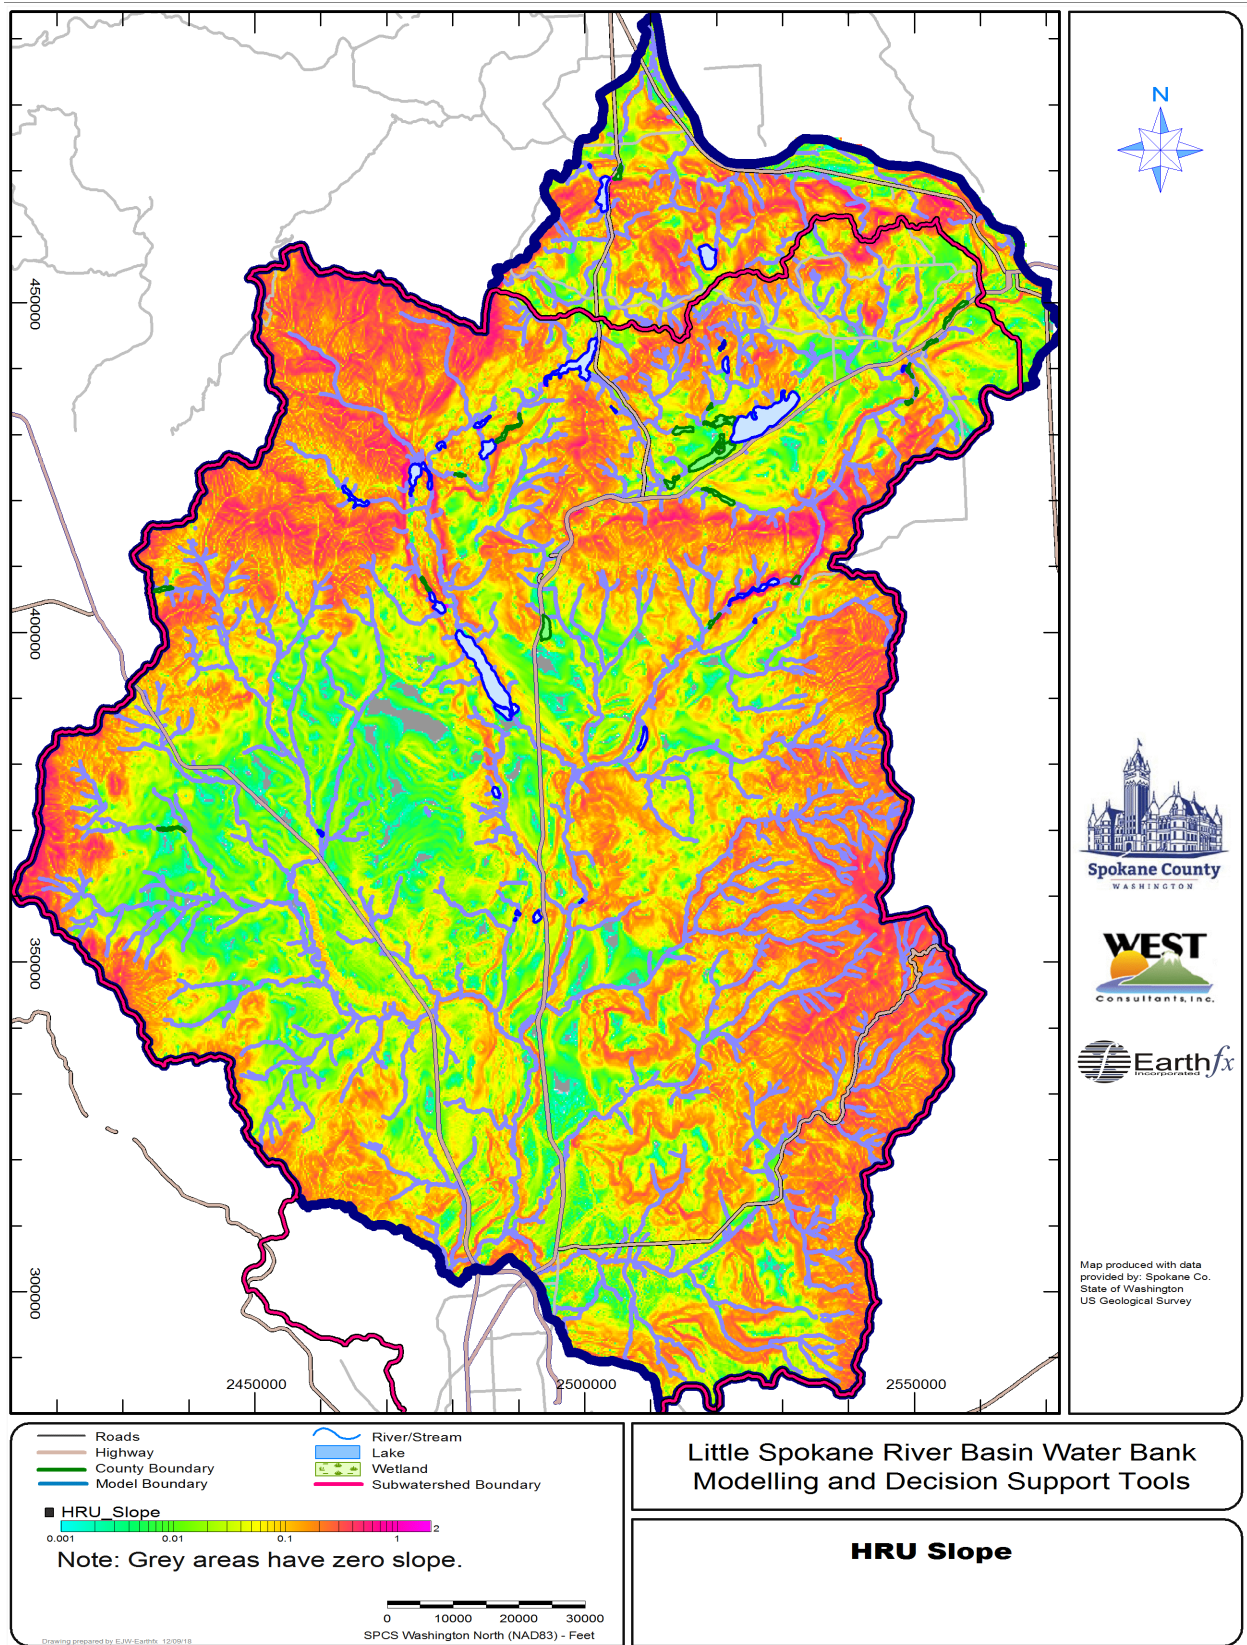 N
450000
400000
350000
300000
2450000
2500000
2550000
Spokane County
WASHINGTON
WEST
Consultants, Inc.
Earthfx
Incorporated
Map produced with data
provided by: Spokane Co.
State of Washington
US Geological Survey
Roads
Highway
County Boundary
Model Boundary
River/Stream
Lake
Wetland
Subwatershed Boundary
HRU_Slope
0.001 0.01 0.1 1 2
Note: Grey areas have zero slope.
0 10000 20000 30000
SPCS Washington North (NAD83) - Feet
Drawing prepared by EJW-Earthfx 12/09/18
Little Spokane River Basin Water Bank
Modelling and Decision Support Tools
HRU Slope